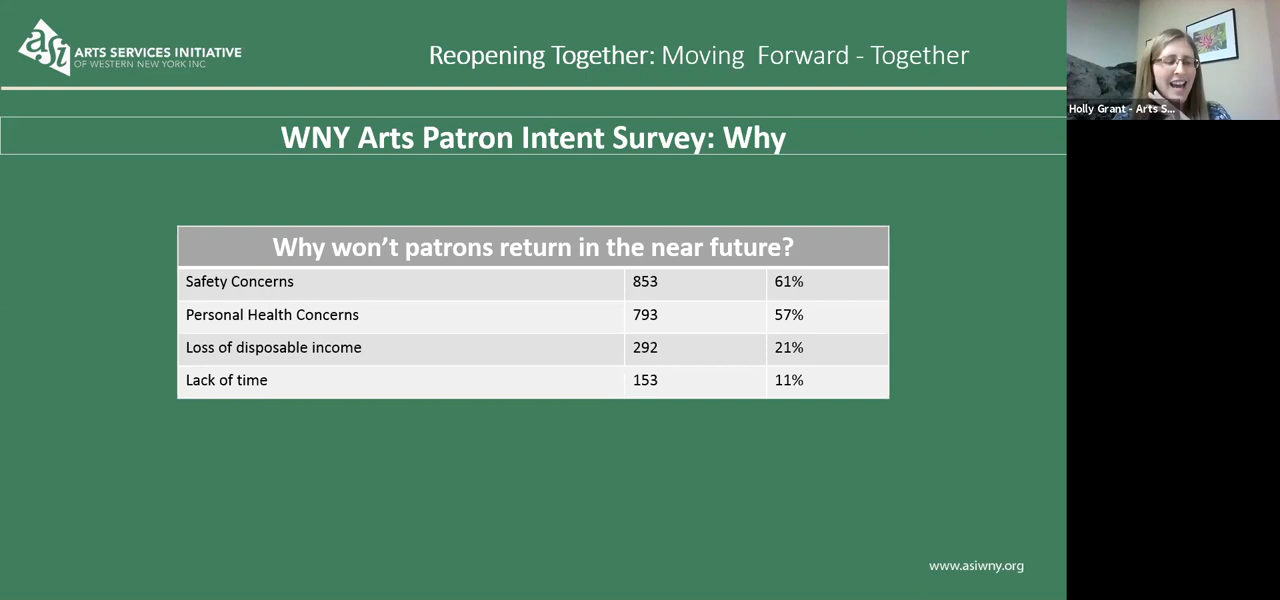 asi
ARTS SERVICES INITIATIVE
OF WESTERN NEW YORK INC
Reopening Together: Moving Forward - Together
WNY Arts Patron Intent Survey: Why
Why won't patrons return in the near future?
Safety Concerns 853 61%
Personal Health Concerns 793 57%
Loss of disposable income 292 21%
Lack of time 153 11%
www.asiwny.org
Holly Grant - Arts S...